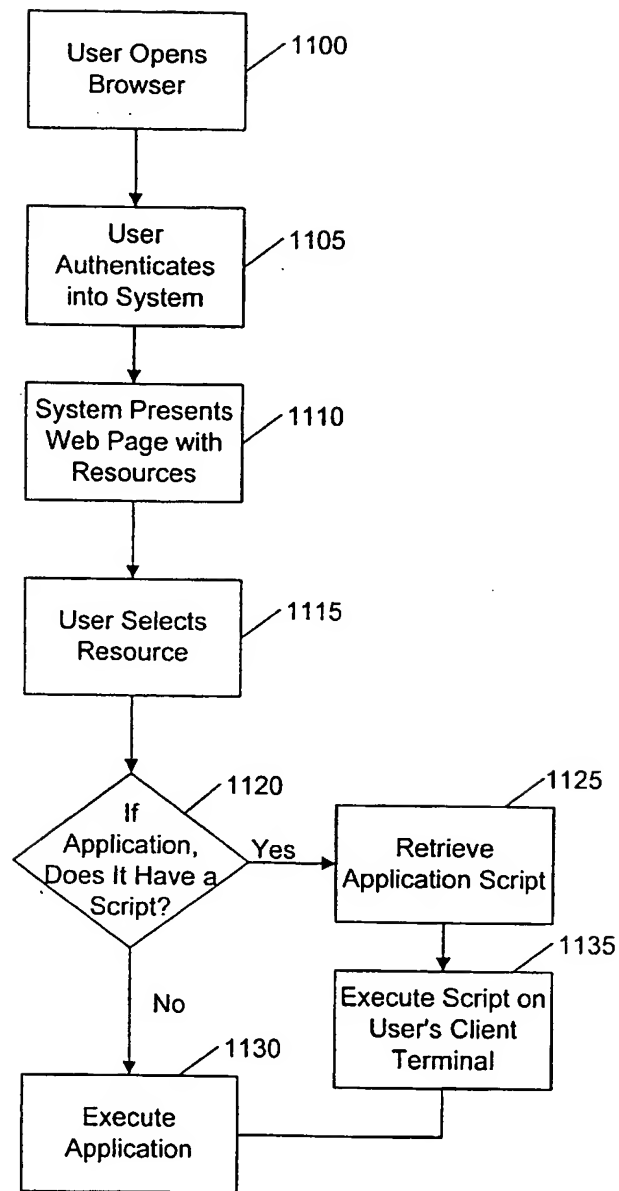 User Opens
Browser
1100
User
Authenticates
into System
1105
System Presents
Web Page with
Resources
1110
User Selects
Resource
1115
If
Application,
Does It Have a
Script?
1120
Yes
Retrieve
Application Script
1125
No
Execute Script on
User's Client
Terminal
1135
Execute
Application
1130